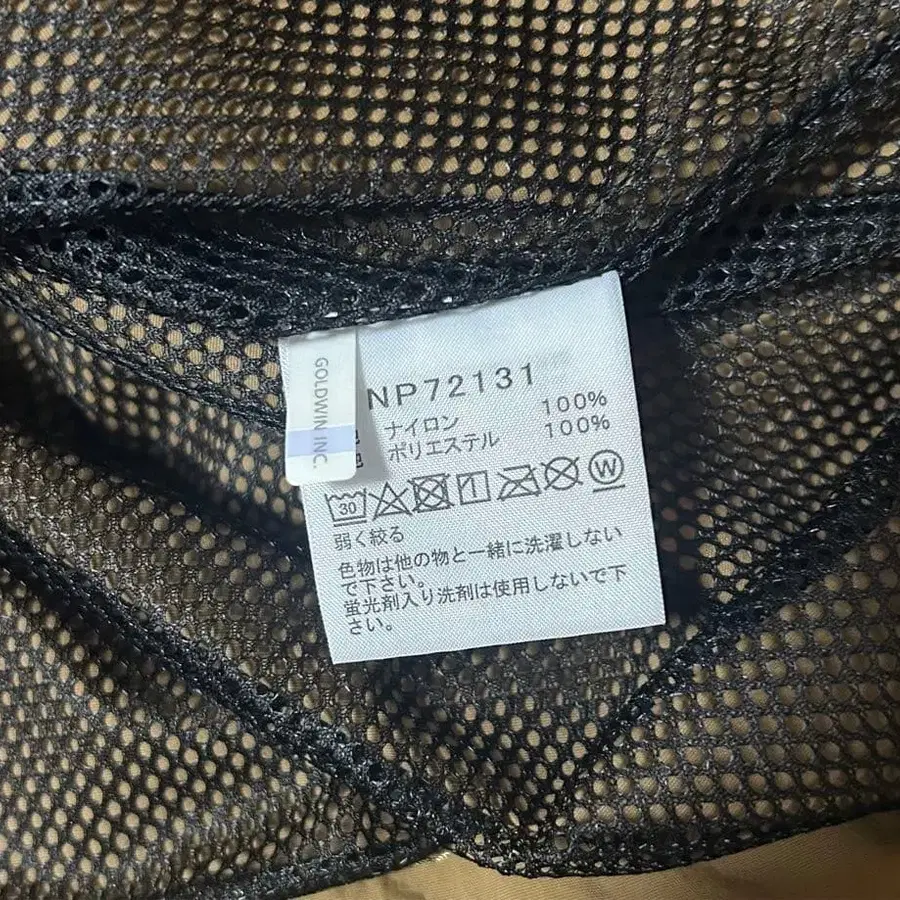 GOLDWIN INC.
NP72131
ナイロン 100%
ポリエステル 100%
30
W
弱く絞る
色物は他の物と一緒に洗濯しない
で下さい。
蛍光剤入り洗剤は使用しないで下
さい。